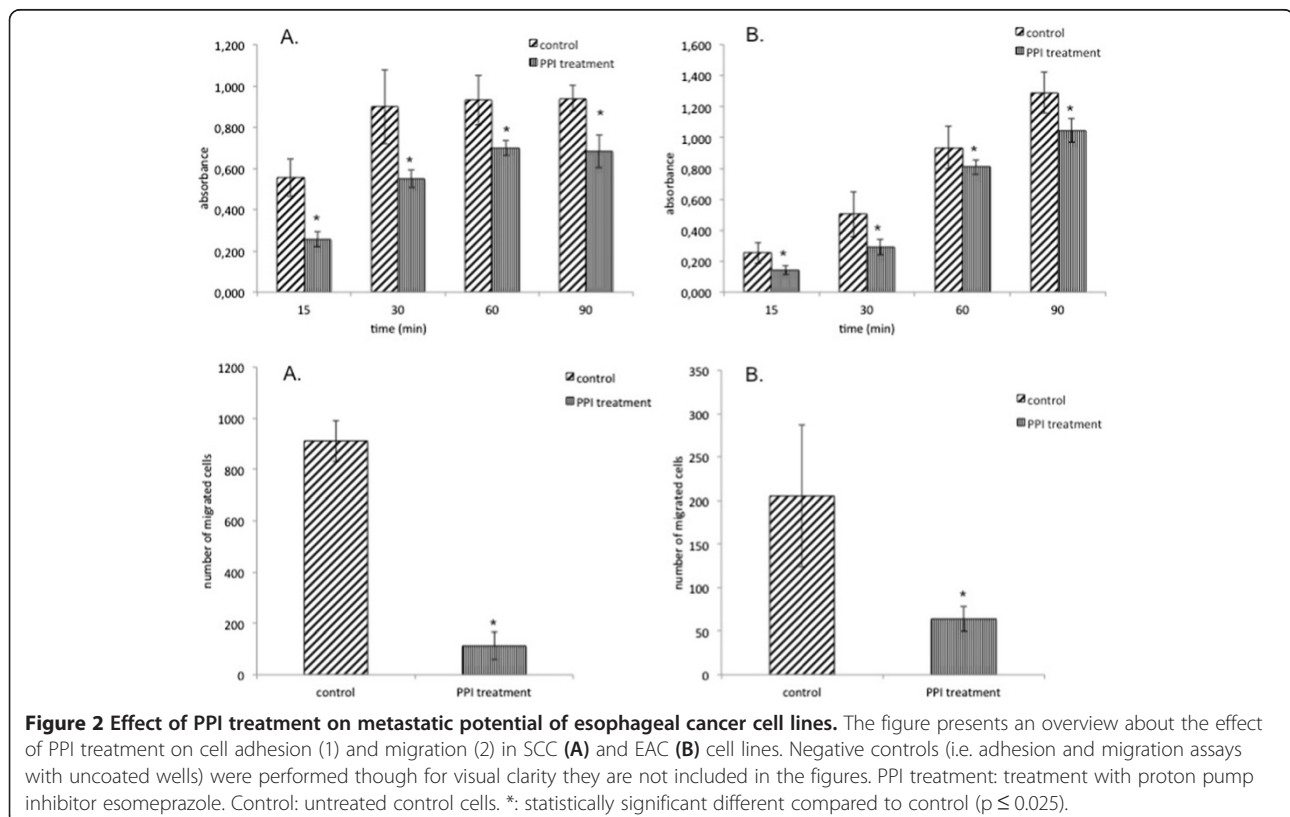 A.
control
PPI treatment
1,200
1,000
0,800
0,600
0,400
0,200
0,000
absorbance
15 30 60 90
time (min)
B.
control
PPI treatment
1,600
1,400
1,200
1,000
0,800
0,600
0,400
0,200
0,000
absorbance
15 30 60 90
time (min)
* * * *
* * * *
A.
control
PPI treatment
1200
1000
800
600
400
200
0
number of migrated cells
*
control PPI treatment
B.
control
PPI treatment
350
300
250
200
150
100
50
0
number of migrated cells
*
control PPI treatment
Figure 2 Effect of PPI treatment on metastatic potential of esophageal cancer cell lines. The figure presents an overview about the effect
of PPI treatment on cell adhesion (1) and migration (2) in SCC (A) and EAC (B) cell lines. Negative controls (i.e. adhesion and migration assays
with uncoated wells) were performed though for visual clarity they are not included in the figures. PPI treatment: treatment with proton pump
inhibitor esomeprazole. Control: untreated control cells. *: statistically significant different compared to control (p ≤ 0.025).